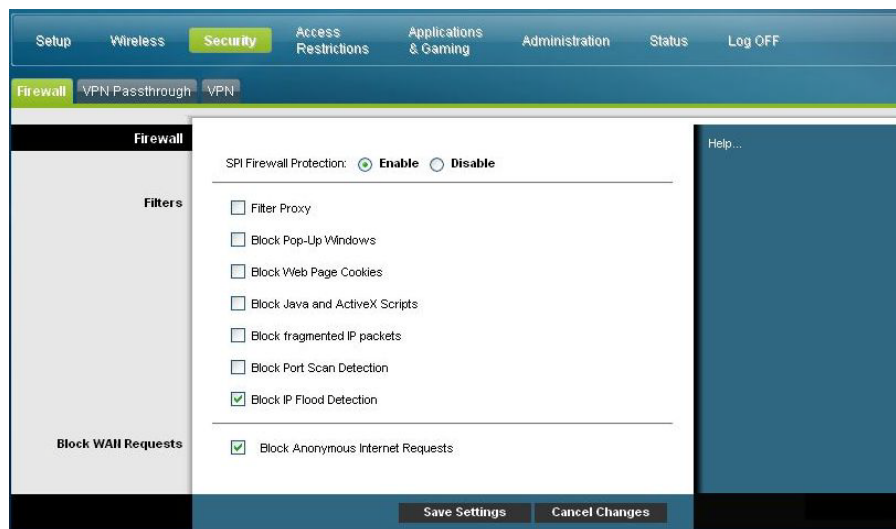 Setup
Wireless
Security
Access
Restrictions
Applications
& Gaming
Administration
Status
Log OFF
Firewall
VPN Passthrough
VPN
Firewall
Help...
SPI Firewall Protection: Enable Disable
Filters
Filter Proxy
Block Pop-Up Windows
Block Web Page Cookies
Block Java and ActiveX Scripts
Block fragmented IP packets
Block Port Scan Detection
Block IP Flood Detection
Block WAN Requests
Block Anonymous Internet Requests
Save Settings
Cancel Changes